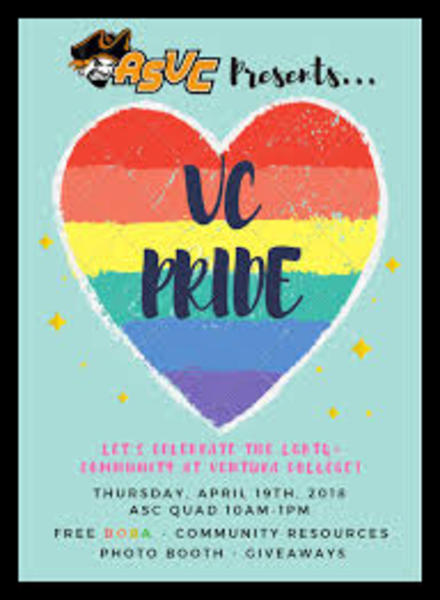 ASVC Presents...
VC
PRIDE
LET'S CELEBRATE THE LGBTQ+
COMMUNITY AT VENTURA COLLEGE!
THURSDAY, APRIL 19TH, 2018
ASC QUAD 10AM-1PM
FREE BOBA · COMMUNITY RESOURCES
PHOTO BOOTH · GIVEAWAYS